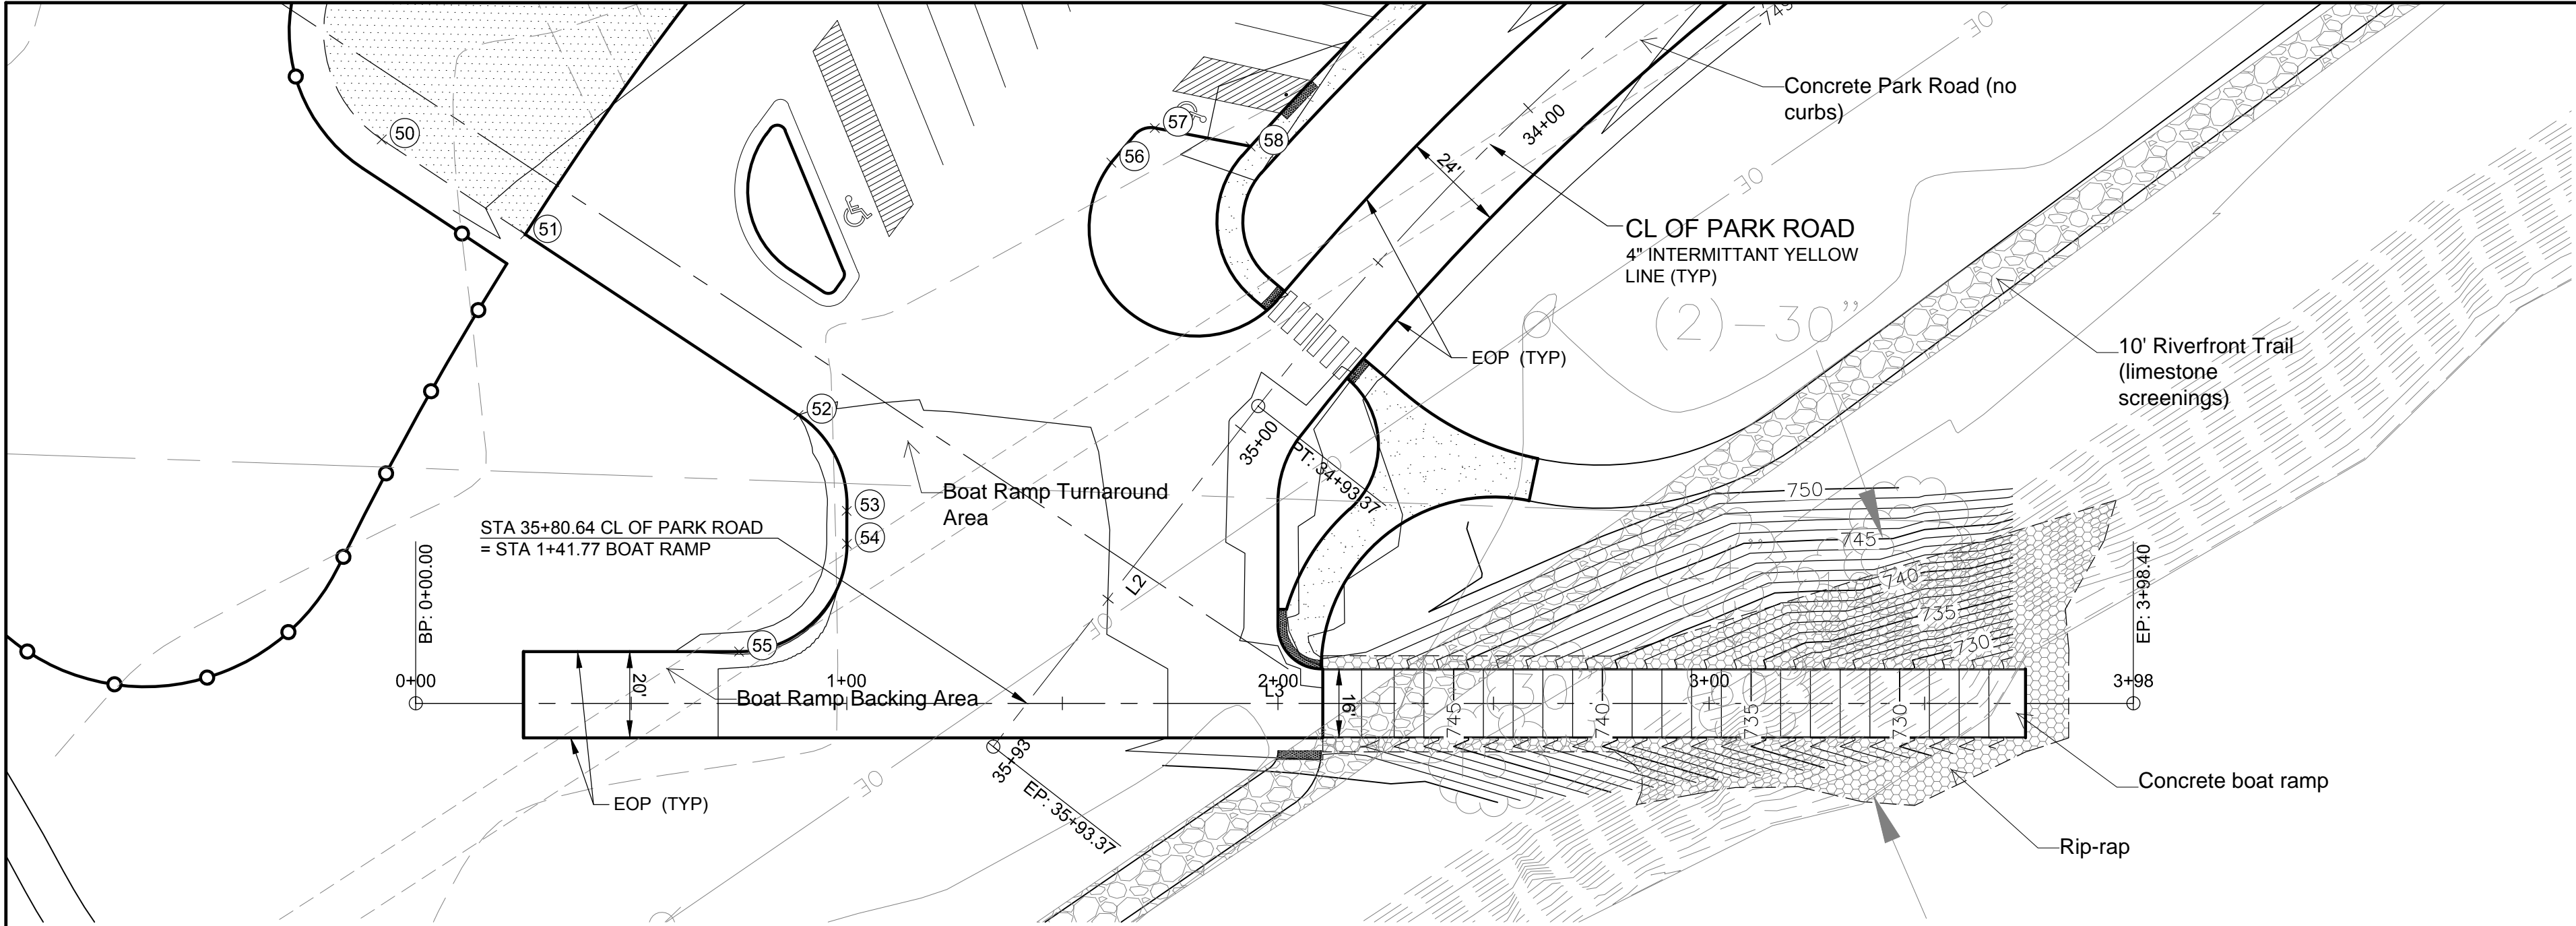 749
OE
Concrete Park Road (no
curbs)
34+00
24'
50
57
58
56
OE
51
CL OF PARK ROAD
4" INTERMITTANT YELLOW
LINE (TYP)
(2)-30"
EOP (TYP)
10' Riverfront Trail
(limestone
screenings)
52
35+00
PT: 34+93.37
Boat Ramp Turnaround
Area
53
54
750
745
740
735
730
STA 35+80.64 CL OF PARK ROAD
= STA 1+41.77 BOAT RAMP
BP: 0+00.00
EP: 3+98.40
L2
OE
55
0+00
20'
1+00
Boat Ramp Backing Area
2+00
L3
16'
3+00
3+98
745
740
735
730
35+93
EP: 35+93.37
OE
EOP (TYP)
Concrete boat ramp
Rip-rap